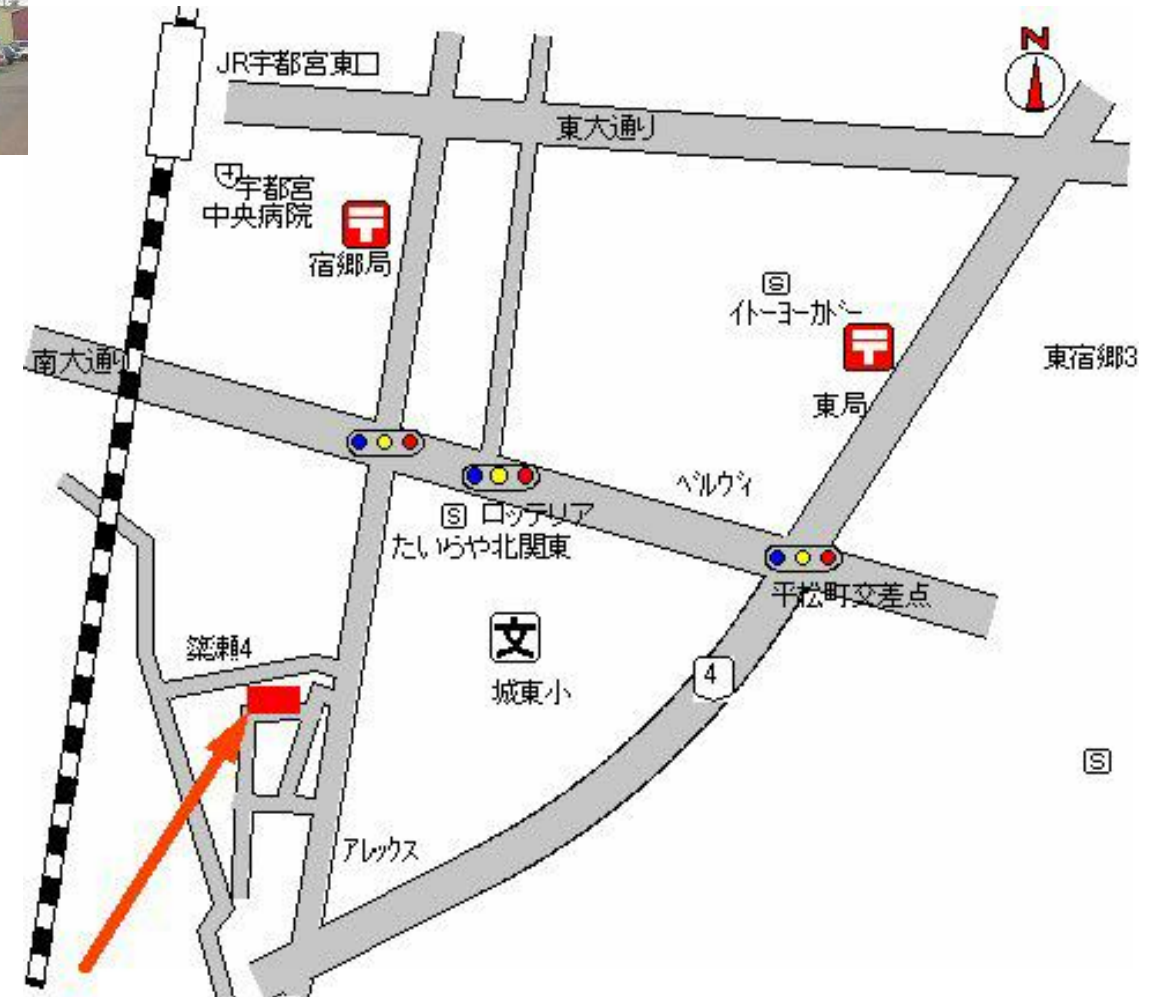 N
JR宇都宮東口
東大通り
宇都宮
中央病院
宿郷局
S
イトーヨーカドー
南大通り
東宿郷3
東局
ベルヴィ
S ロッテリア
たいらや北関東
平松町交差点
文
簗瀬4
4
城東小
S
アレックス